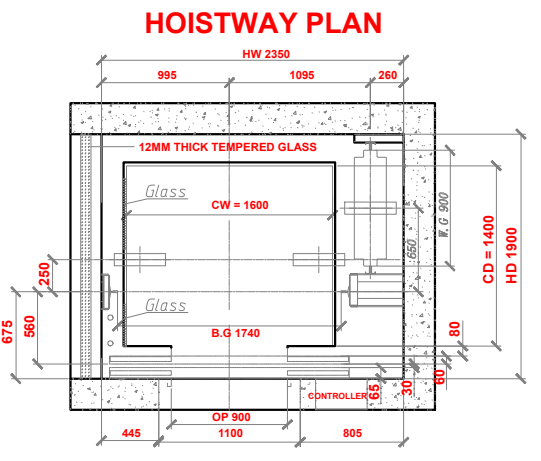 HOISTWAY PLAN
HW 2350
995
1095
260
12MM THICK TEMPERED GLASS
Glass
CW = 1600
W.G 900
650
CD = 1400
HD 1900
250
675
560
Glass
B.G 1740
80
60
30
65
CONTROLLER
OP 900
445
1100
805